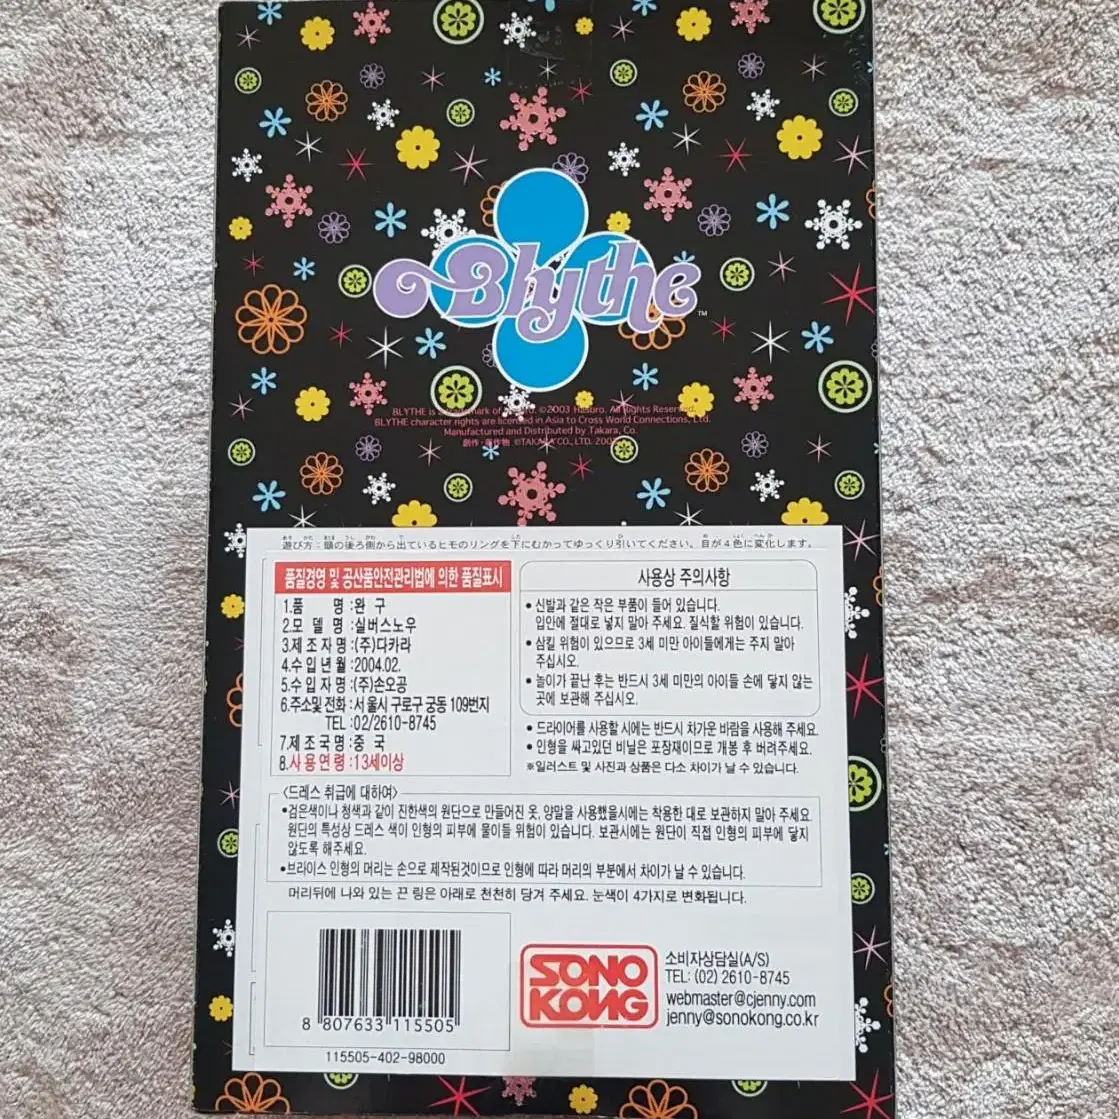 Blythe TM
BLYTHE is a trademark of Hasbro. ©2003 Hasbro. All Rights Reserved.
BLYTHE character rights are licensed in Asia to Cross World Connections, Ltd.
Manufactured and Distributed by Takara, Co.
創作・著作物 ©TAKARA CO., LTD.
遊び方：頭の後ろ側から出ているヒモのリングを下にむかってゆっくり引いてください。目が4色に変化します。
품질경영 및 공산품안전관리법에 의한 품질표시
1.품 명:완 구
2.모 델 명:실버스노우
3.제 조 자 명:(주)다카라
4.수 입 년 월:2004.02.
5.수 입 자 명:(주)손오공
6.주소및 전화:서울시 구로구 궁동 109번지
TEL:02/2610-8745
7.제 조 국 명:중 국
8.사 용 연 령:13세이상
사용상 주의사항
• 신발과 같은 작은 부품이 들어 있습니다.
입안에 절대로 넣지 말아 주세요. 질식할 위험이 있습니다.
• 삼킬 위험이 있으므로 3세 미만 아이들에게는 주지 말아
주십시오.
• 놀이가 끝난 후는 반드시 3세 미만의 아이들 손에 닿지 않는
곳에 보관해 주십시오.
• 드라이어를 사용할 시에는 반드시 차가운 바람을 사용해 주세요.
• 인형을 싸고있던 비닐은 포장재이므로 개봉 후 버려주세요.
※일러스트 및 사진과 상품은 다소 차이가 날 수 있습니다.
〈드레스 취급에 대하여〉
•검은색이나 청색과 같이 진한색의 원단으로 만들어진 옷, 양말을 사용했을시에는 착용한 대로 보관하지 말아 주세요.
원단의 특성상 드레스 색이 인형의 피부에 물이들 위험이 있습니다. 보관시에는 원단이 직접 인형의 피부에 닿지
않도록 해주세요.
•브라이스 인형의 머리는 손으로 제작된것이므로 인형에 따라 머리의 부분에서 차이가 날 수 있습니다.
머리뒤에 나와 있는 끈 링은 아래로 천천히 당겨 주세요. 눈색이 4가지로 변화됩니다.
8 807633 115505
115505-402-98000
SONO
KONG
소비자상담실(A/S)
TEL: (02) 2610-8745
webmaster@cjenny.com
jenny@sonokong.co.kr